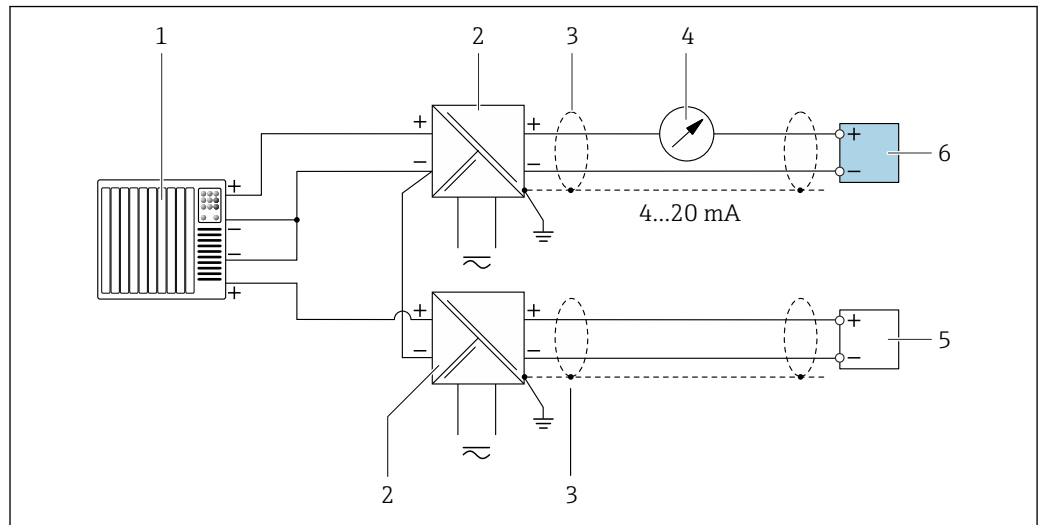 1 2 3 4
+ +
+ − − + 6
− −
4...20 mA
−
+
+ + +
− − − 5
2 3